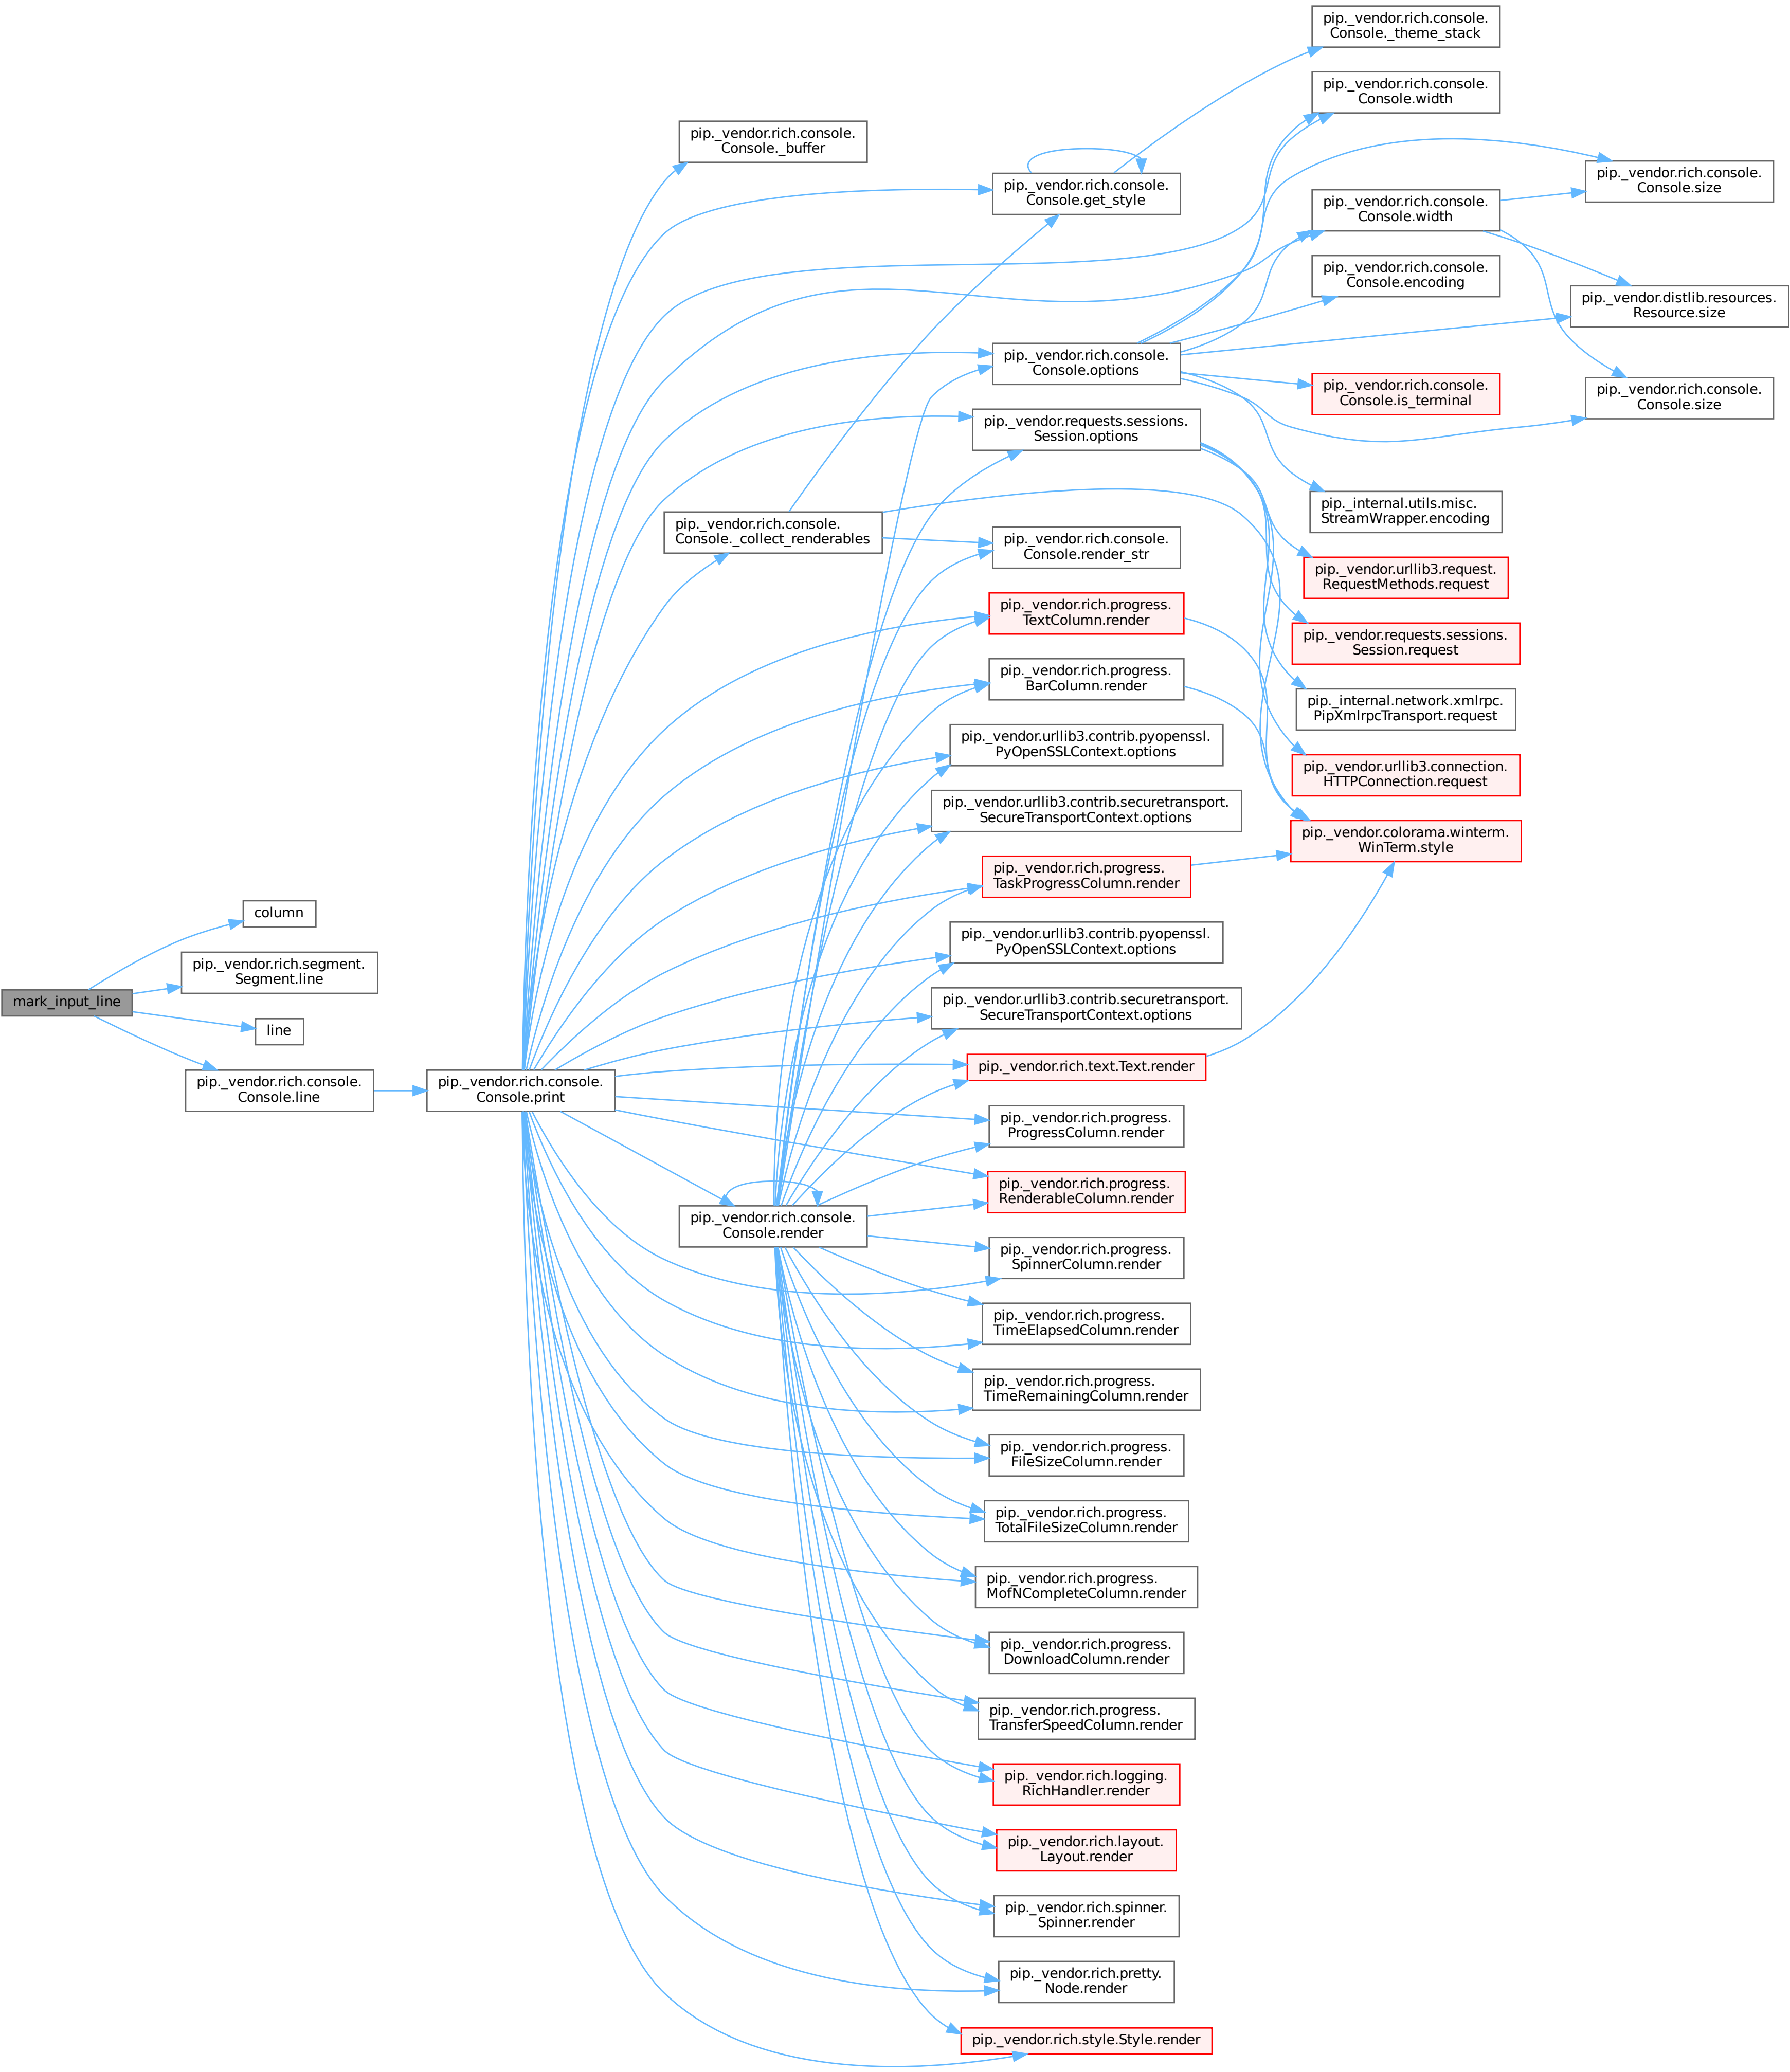 mark_input_line
column
pip._vendor.rich.segment.
Segment.line
line
pip._vendor.rich.console.
Console.line
pip._vendor.rich.console.
Console.print
pip._vendor.rich.console.
Console._buffer
pip._vendor.rich.console.
Console._collect_renderables
pip._vendor.rich.console.
Console.render
pip._vendor.rich.console.
Console.get_style
pip._vendor.rich.console.
Console.options
pip._vendor.requests.sessions.
Session.options
pip._vendor.rich.console.
Console.render_str
pip._vendor.rich.progress.
TextColumn.render
pip._vendor.rich.progress.
BarColumn.render
pip._vendor.urllib3.contrib.pyopenssl.
PyOpenSSLContext.options
pip._vendor.urllib3.contrib.securetransport.
SecureTransportContext.options
pip._vendor.rich.progress.
TaskProgressColumn.render
pip._vendor.urllib3.contrib.pyopenssl.
PyOpenSSLContext.options
pip._vendor.urllib3.contrib.securetransport.
SecureTransportContext.options
pip._vendor.rich.text.Text.render
pip._vendor.rich.progress.
ProgressColumn.render
pip._vendor.rich.progress.
RenderableColumn.render
pip._vendor.rich.progress.
SpinnerColumn.render
pip._vendor.rich.progress.
TimeElapsedColumn.render
pip._vendor.rich.progress.
TimeRemainingColumn.render
pip._vendor.rich.progress.
FileSizeColumn.render
pip._vendor.rich.progress.
TotalFileSizeColumn.render
pip._vendor.rich.progress.
MofNCompleteColumn.render
pip._vendor.rich.progress.
DownloadColumn.render
pip._vendor.rich.progress.
TransferSpeedColumn.render
pip._vendor.rich.logging.
RichHandler.render
pip._vendor.rich.layout.
Layout.render
pip._vendor.rich.spinner.
Spinner.render
pip._vendor.rich.pretty.
Node.render
pip._vendor.rich.style.Style.render
pip._vendor.rich.console.
Console._theme_stack
pip._vendor.rich.console.
Console.width
pip._vendor.rich.console.
Console.width
pip._vendor.rich.console.
Console.encoding
pip._vendor.rich.console.
Console.is_terminal
pip._internal.utils.misc.
StreamWrapper.encoding
pip._vendor.urllib3.request.
RequestMethods.request
pip._vendor.requests.sessions.
Session.request
pip._internal.network.xmlrpc.
PipXmlrpcTransport.request
pip._vendor.urllib3.connection.
HTTPConnection.request
pip._vendor.colorama.winterm.
WinTerm.style
pip._vendor.rich.console.
Console.size
pip._vendor.distlib.resources.
Resource.size
pip._vendor.rich.console.
Console.size